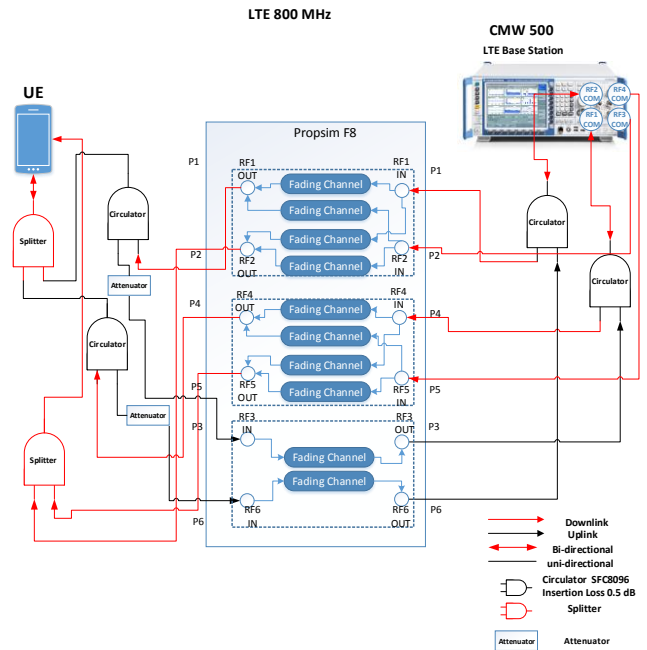 LTE 800 MHz
CMW 500
LTE Base Station
UE
RF2
COM
RF4
COM
RF1
COM
RF3
COM
Propsim F8
P1
RF1
OUT
Fading Channel
RF1
IN
P1
Fading Channel
Circulator
Circulator
Splitter
Fading Channel
P2
RF2
OUT
Fading Channel
RF2
IN
P2
Attenuator
Circulator
P4
RF4
OUT
Fading Channel
RF4
IN
P4
Fading Channel
Circulator
Fading Channel
P5
RF5
OUT
Fading Channel
RF5
IN
P5
Attenuator
P3
RF3
IN
RF3
OUT
P3
Fading Channel
Splitter
Fading Channel
P6
RF6
IN
RF6
OUT
P6
Downlink
Uplink
Bi-directional
uni-directional
Circulator SFC8096
Insertion Loss 0.5 dB
Splitter
Attenuator
Attenuator